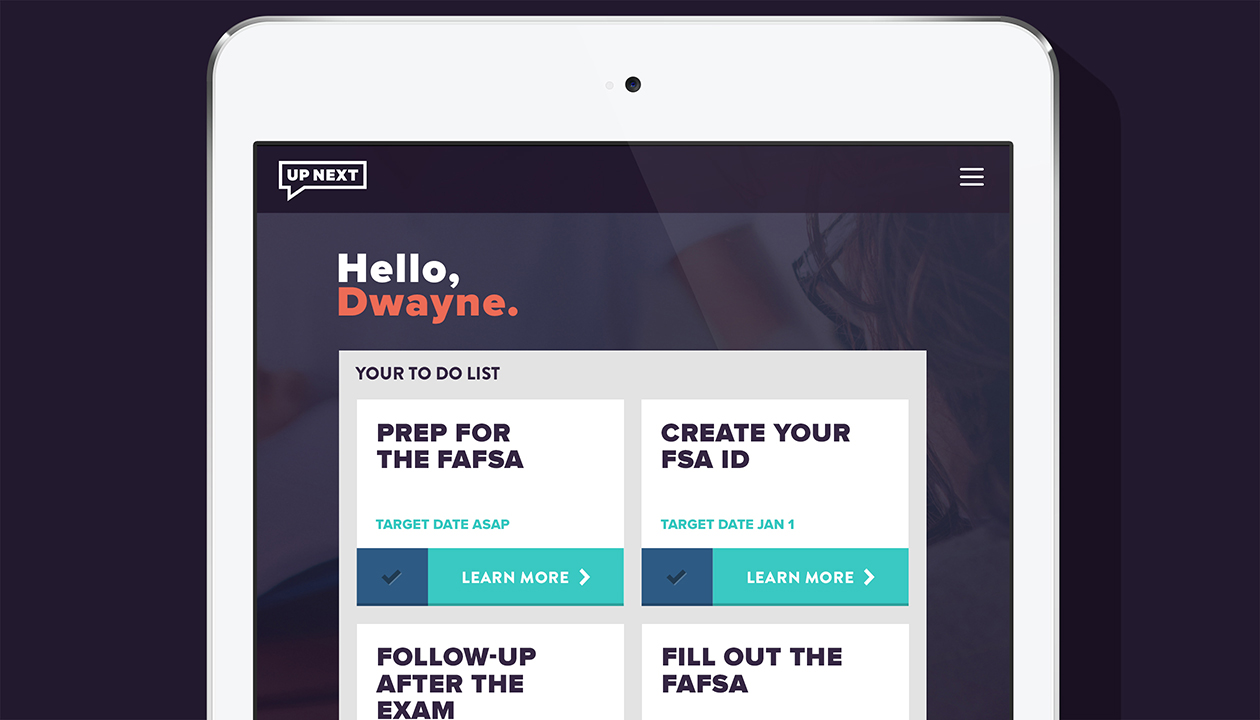 UP NEXT
Hello,
Dwayne.
YOUR TO DO LIST
PREP FOR
THE FAFSA
TARGET DATE ASAP
LEARN MORE
CREATE YOUR
FSA ID
TARGET DATE JAN 1
LEARN MORE
FOLLOW-UP
AFTER THE
EXAM
FILL OUT THE
FAFSA